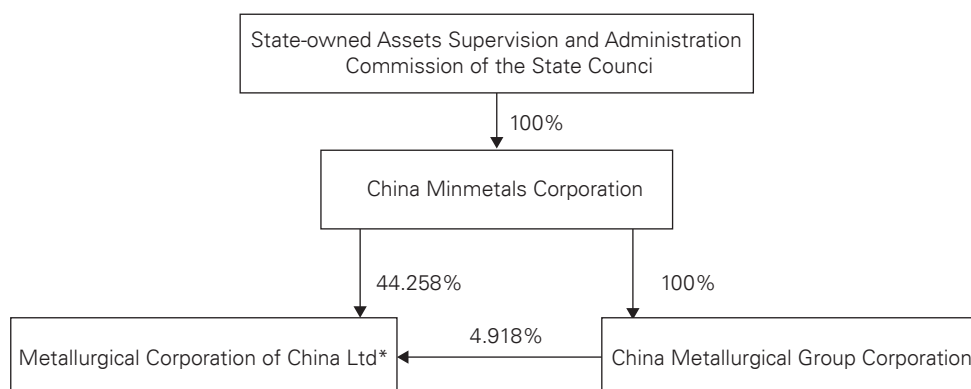 State-owned Assets Supervision and Administration
Commission of the State Counci
100%
China Minmetals Corporation
44.258%
100%
Metallurgical Corporation of China Ltd*
4.918%
China Metallurgical Group Corporation